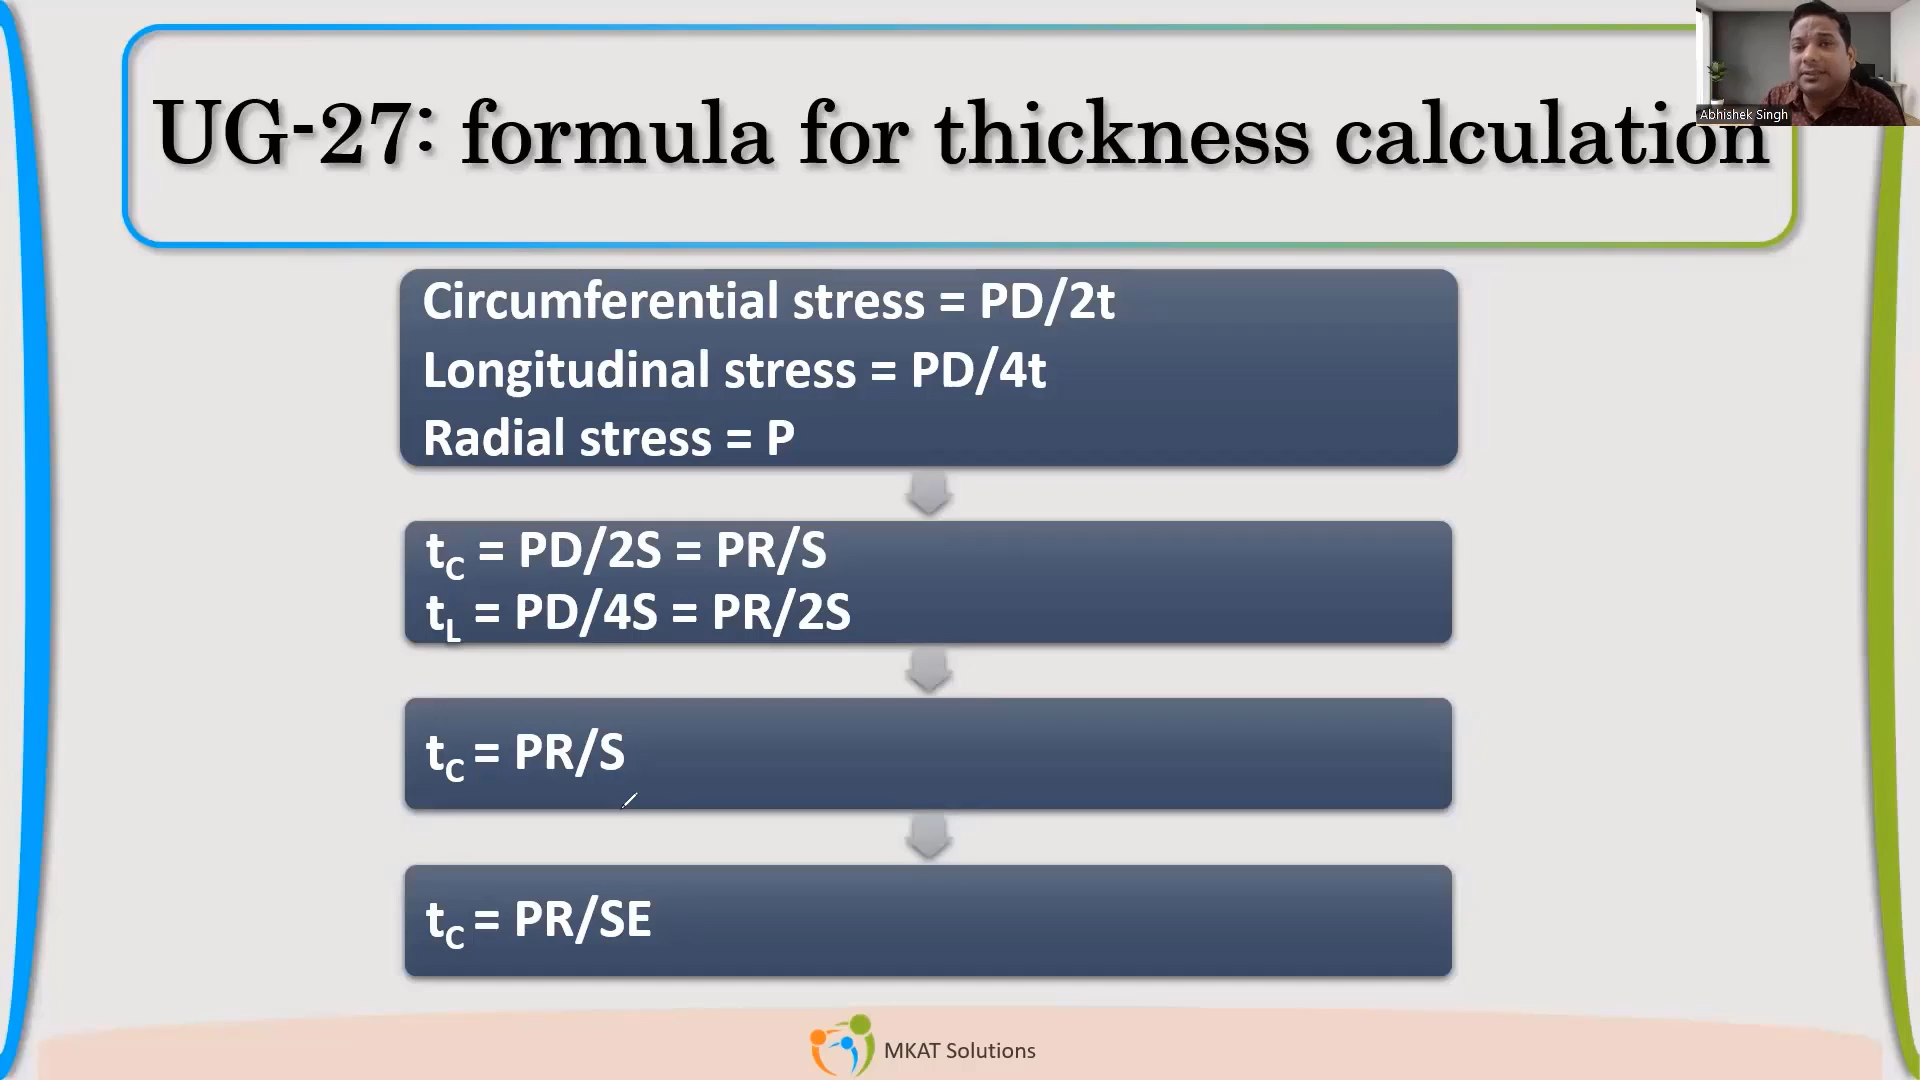 UG-27: formula for thickness calculation
Abhishek Singh
Circumferential stress = PD/2t
Longitudinal stress = PD/4t
Radial stress = P
tC = PD/2S = PR/S
tL = PD/4S = PR/2S
tC = PR/S
tC = PR/SE
MKAT Solutions